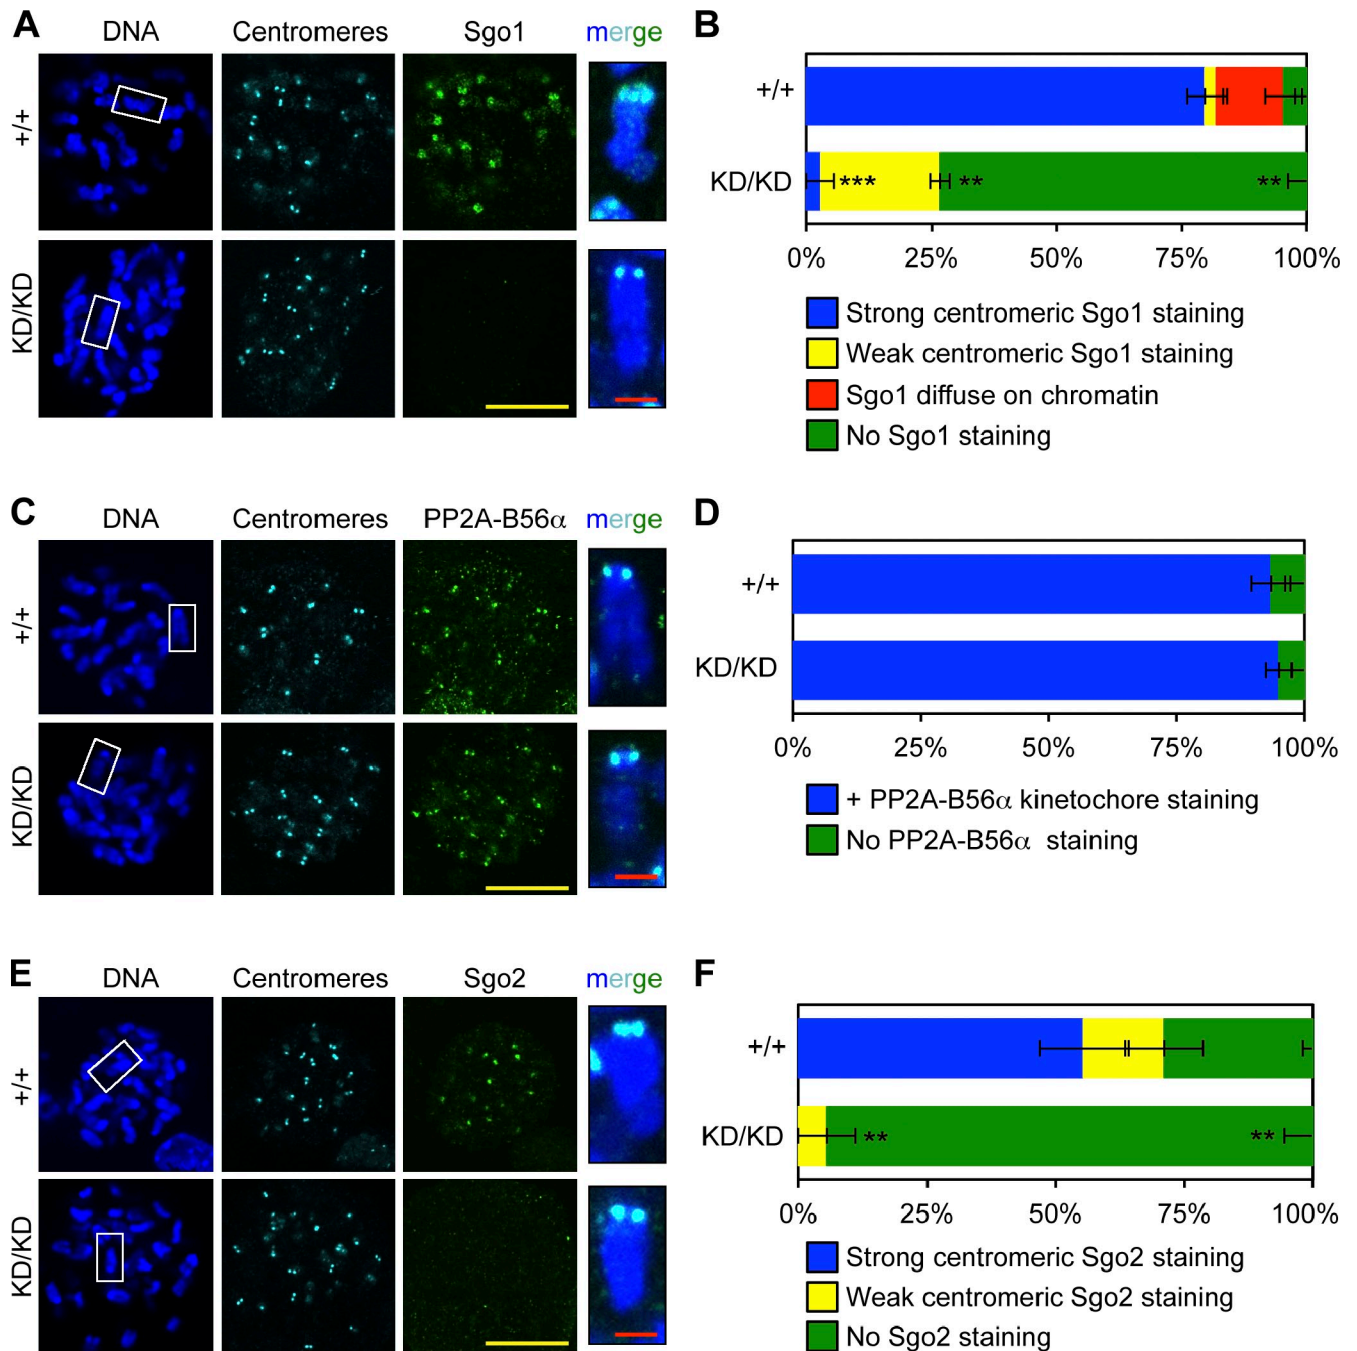 A
DNA Centromeres Sgo1 merge
+/+
KD/KD
B
+/+
KD/KD
*** ** **
0% 25% 50% 75% 100%
Strong centromeric Sgo1 staining
Weak centromeric Sgo1 staining
Sgo1 diffuse on chromatin
No Sgo1 staining
C
DNA Centromeres PP2A-B56α merge
+/+
KD/KD
D
+/+
KD/KD
0% 25% 50% 75% 100%
+ PP2A-B56α kinetochore staining
No PP2A-B56α staining
E
DNA Centromeres Sgo2 merge
+/+
KD/KD
F
+/+
KD/KD
** **
0% 25% 50% 75% 100%
Strong centromeric Sgo2 staining
Weak centromeric Sgo2 staining
No Sgo2 staining